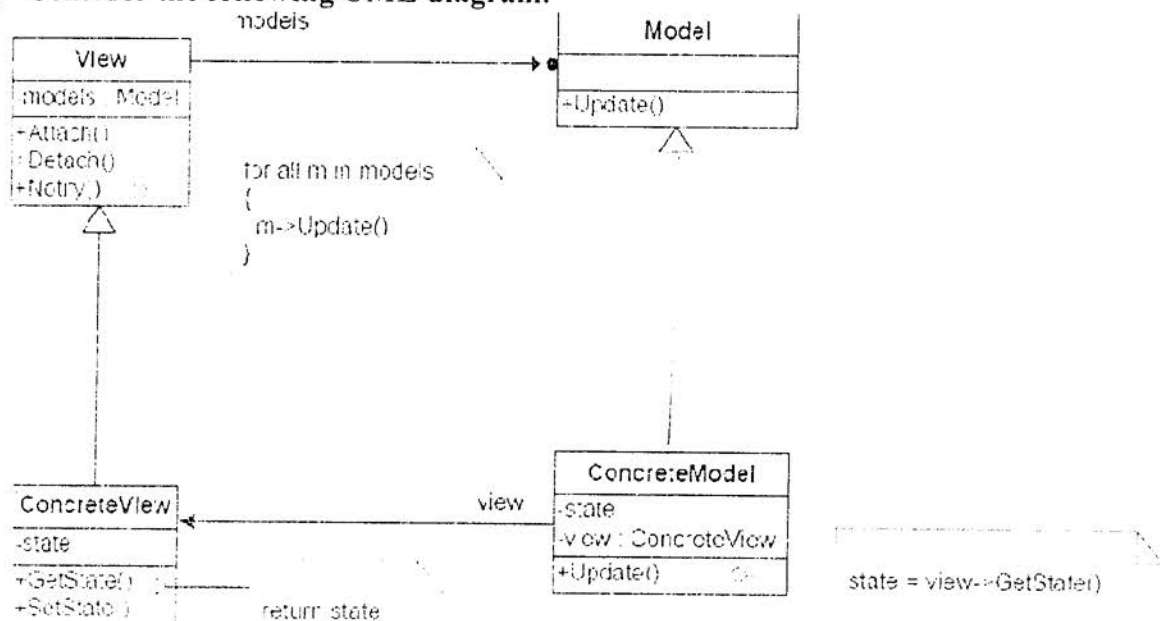 models
View
-models : Model
+Attach()
+Detach()
+Notify()
for all m in models
{
m->Update()
}
Model
+Update()
ConcreteView
-state
+GetState()
+SetState()
return state
view
ConcreteModel
-state
-view : ConcreteView
+Update()
state = view->GetState()